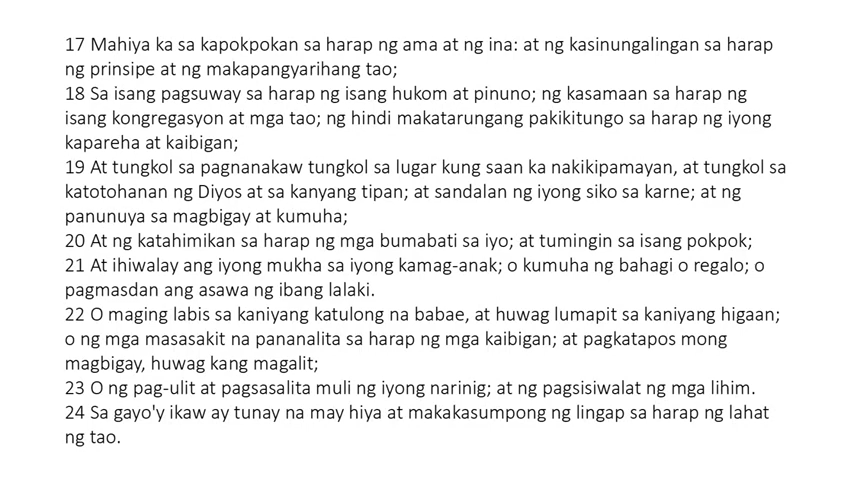 17 Mahiya ka sa kapokpokan sa harap ng ama at ng ina: at ng kasinungalingan sa harap
ng prinsipe at ng makapangyarihang tao;
18 Sa isang pagsuway sa harap ng isang hukom at pinuno; ng kasamaan sa harap ng
isang kongregasyon at mga tao; ng hindi makatarungang pakikitungo sa harap ng iyong
kapareha at kaibigan;
19 At tungkol sa pagnanakaw tungkol sa lugar kung saan ka nakikipamayan, at tungkol sa
katotohanan ng Diyos at sa kanyang tipan; at sandalan ng iyong siko sa karne; at ng
panunuya sa magbigay at kumuha;
20 At ng katahimikan sa harap ng mga bumabati sa iyo; at tumingin sa isang pokpok;
21 At ihiwalay ang iyong mukha sa iyong kamag-anak; o kumuha ng bahagi o regalo; o
pagmasdan ang asawa ng ibang lalaki.
22 O maging labis sa kaniyang katulong na babae, at huwag lumapit sa kaniyang higaan;
o ng mga masasakit na pananalita sa harap ng mga kaibigan; at pagkatapos mong
magbigay, huwag kang magalit;
23 O ng pag-ulit at pagsasalita muli ng iyong narinig; at ng pagsisiwalat ng mga lihim.
24 Sa gayo'y ikaw ay tunay na may hiya at makakasumpong ng lingap sa harap ng lahat
ng tao.